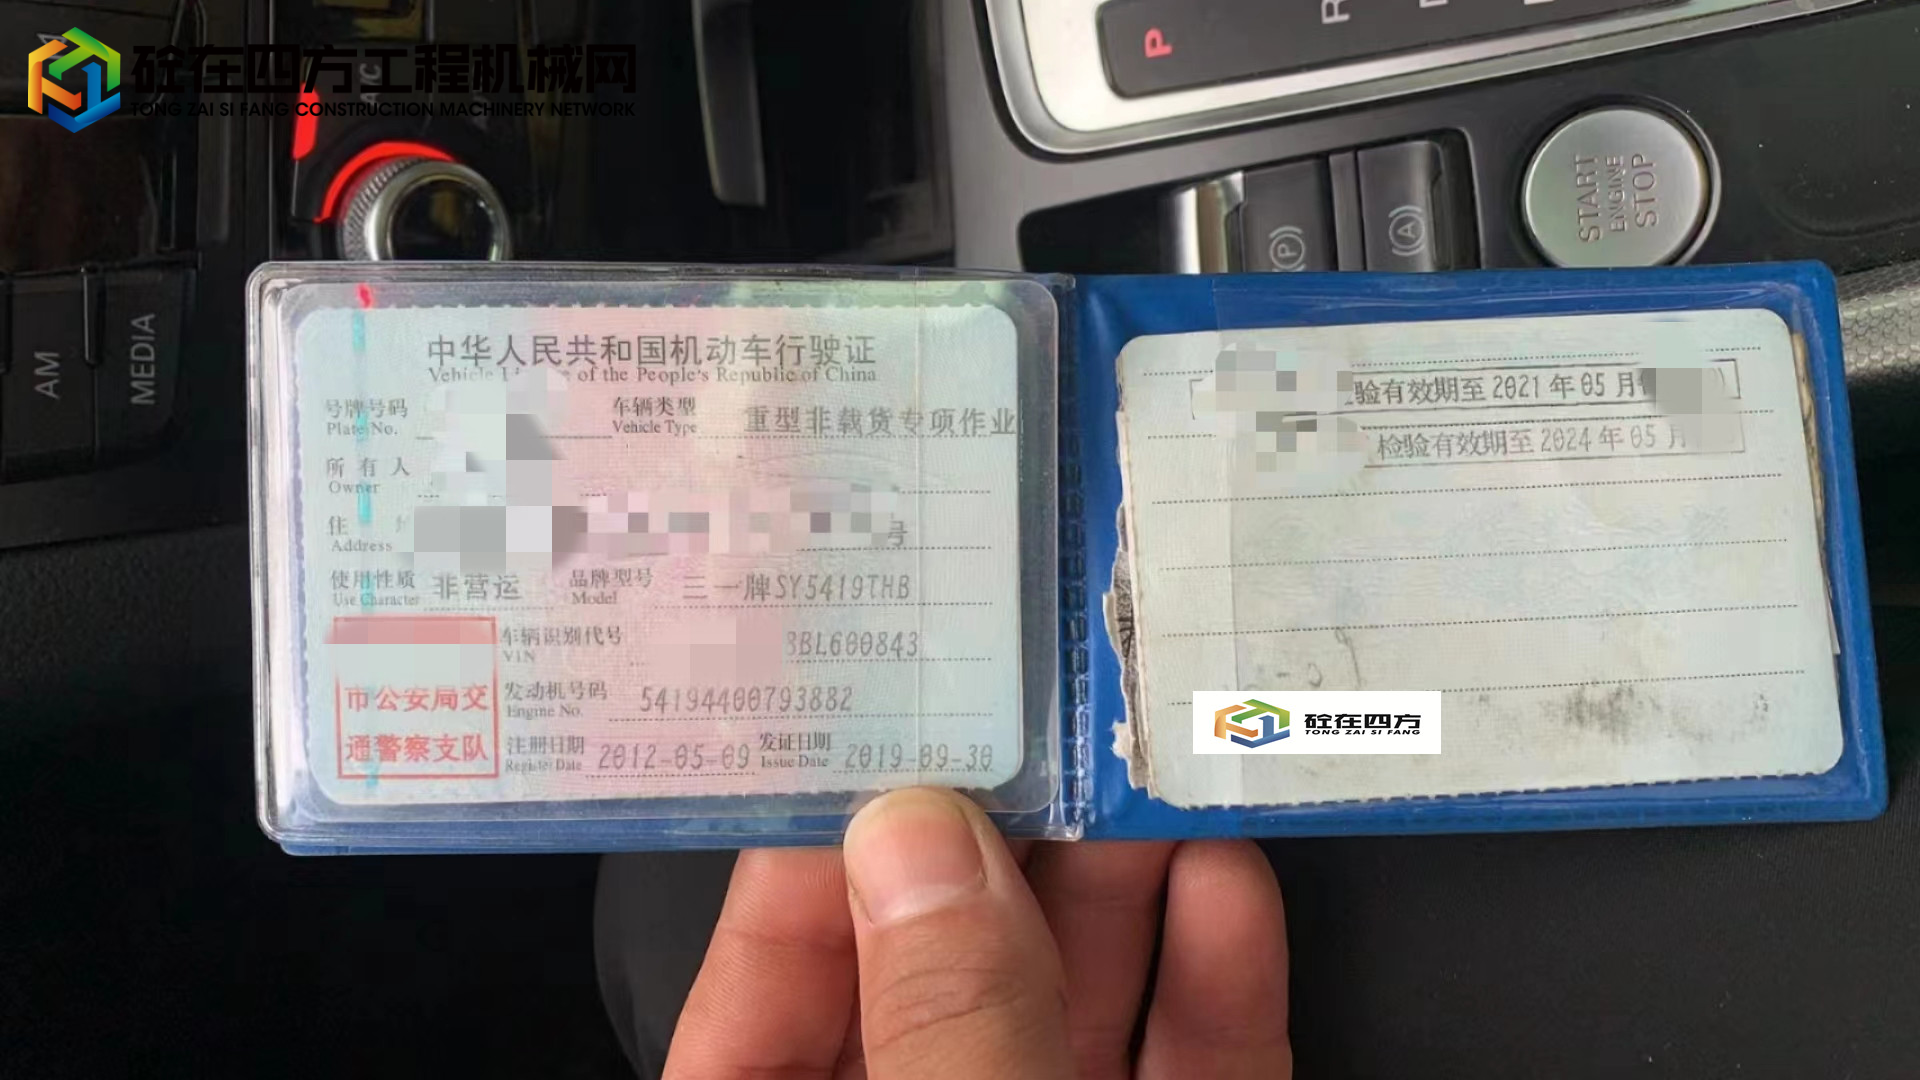 砼在四方工程机械网
TONG ZAI SI FANG CONSTRUCTION MACHINERY NETWORK
P
R
AC
START
ENGINE
STOP
(P)
(A)
AM
MEDIA
中华人民共和国机动车行驶证
Vehicle of the People's Republic of China
号牌号码
Plate No.
车辆类型
Vehicle Type
重型非载货专项作业
所有人
Owner
住
Address
号
使用性质
Use Character
非营运
品牌型号
Model
三一牌SY5419THB
车辆识别代号
VIN
BL600843
市公安局交
通警察支队
发动机号码
Engine No.
54194400793882
注册日期
Register Date
2012-05-09
发证日期
Issue Date
2019-09-30
验有效期至2021年05月
检验有效期至2024年05月
砼在四方
TONG ZAI SI FANG